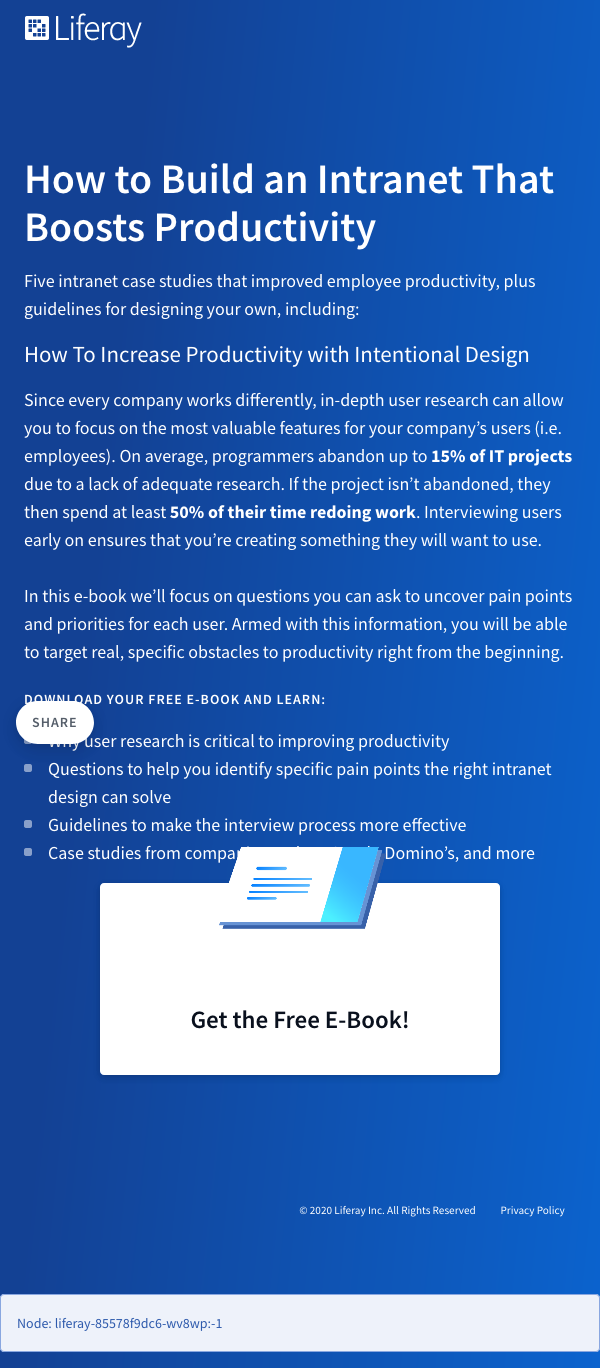 Liferay
How to Build an Intranet That
Boosts Productivity
Five intranet case studies that improved employee productivity, plus
guidelines for designing your own, including:
How To Increase Productivity with Intentional Design
Since every company works differently, in-depth user research can allow
you to focus on the most valuable features for your company’s users (i.e.
employees). On average, programmers abandon up to 15% of IT projects
due to a lack of adequate research. If the project isn’t abandoned, they
then spend at least 50% of their time redoing work. Interviewing users
early on ensures that you’re creating something they will want to use.
In this e-book we’ll focus on questions you can ask to uncover pain points
and priorities for each user. Armed with this information, you will be able
to target real, specific obstacles to productivity right from the beginning.
DOWNLOAD YOUR FREE E-BOOK AND LEARN:
SHARE
Why user research is critical to improving productivity
Questions to help you identify specific pain points the right intranet
design can solve
Guidelines to make the interview process more effective
Case studies from Domino’s, and more
Get the Free E-Book!
© 2020 Liferay Inc. All Rights Reserved Privacy Policy
Node: liferay-85578f9dc6-wv8wp:-1